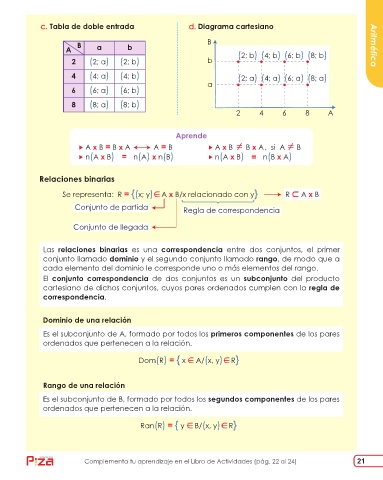 c. Tabla de doble entrada
A B a b
2 (2; a) (2; b)
4 (4; a) (4; b)
6 (6; a) (6; b)
8 (8; a) (8; b)
d. Diagrama cartesiano
B
b (2; b) (4; b) (6; b) (8; b)
a (2; a) (4; a) (6; a) (8; a)
2 4 6 8 A
Aritmética
Aprende
A x B = B x A ↔ A = B
n(A x B) = n(A) x n(B)
A x B ≠ B x A, si A ≠ B
n(A x B) = n(B x A)
Relaciones binarias
Se representa: R = {(x; y) ∈ A x B/x relacionado con y} → R ⊂ A x B
Conjunto de partida
Regla de correspondencia
Conjunto de llegada
Las relaciones binarias es una correspondencia entre dos conjuntos, el primer
conjunto llamado dominio y el segundo conjunto llamado rango, de modo que a
cada elemento del dominio le corresponde uno o más elementos del rango.
El conjunto correspondencia de dos conjuntos es un subconjunto del producto
cartesiano de dichos conjuntos, cuyos pares ordenados cumplen con la regla de
correspondencia.
Dominio de una relación
Es el subconjunto de A, formado por todos los primeros componentes de los pares
ordenados que pertenecen a la relación.
Dom(R) = { x ∈ A/(x, y) ∈ R}
Rango de una relación
Es el subconjunto de B, formado por todos los segundos componentes de los pares
ordenados que pertenecen a la relación.
Ran(R) = { y ∈ B/(x, y) ∈ R}
Complementa tu aprendizaje en el Libro de Actividades (pág. 22 al 24)
21